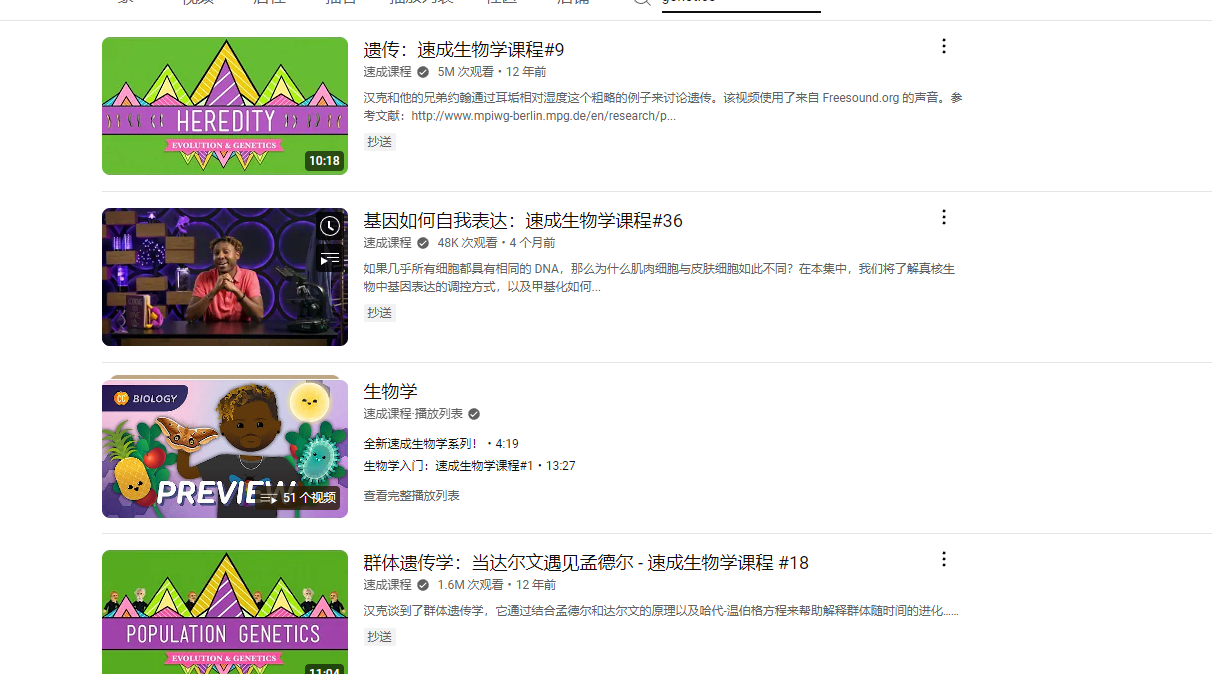 视频
播放列表
社区
店铺
genetics
遗传：速成生物学课程#9
速成课程 5M 次观看・12 年前
汉克和他的兄弟约翰通过耳垢相对湿度这个粗略的例子来讨论遗传。该视频使用了来自 Freesound.org 的声音。参
考文献：http://www.mpiwg-berlin.mpg.de/en/research/p...
抄送
HEREDITY
EVOLUTION & GENETICS
10:18
基因如何自我表达：速成生物学课程#36
速成课程 48K 次观看・4 个月前
如果几乎所有细胞都具有相同的 DNA，那么为什么肌肉细胞与皮肤细胞如此不同？在本集中，我们将了解真核生
物中基因表达的调控方式，以及甲基化如何...
抄送
CC BIOLOGY
PREVIEW
51 个视频
生物学
速成课程·播放列表
全新速成生物学系列！・4:19
生物学入门：速成生物学课程#1・13:27
查看完整播放列表
群体遗传学：当达尔文遇见孟德尔 - 速成生物学课程 #18
速成课程 1.6M 次观看・12 年前
汉克谈到了群体遗传学，它通过结合孟德尔和达尔文的原理以及哈代-温伯格方程来帮助解释群体随时间的进化……
抄送
POPULATION GENETICS
EVOLUTION & GENETICS
11:04